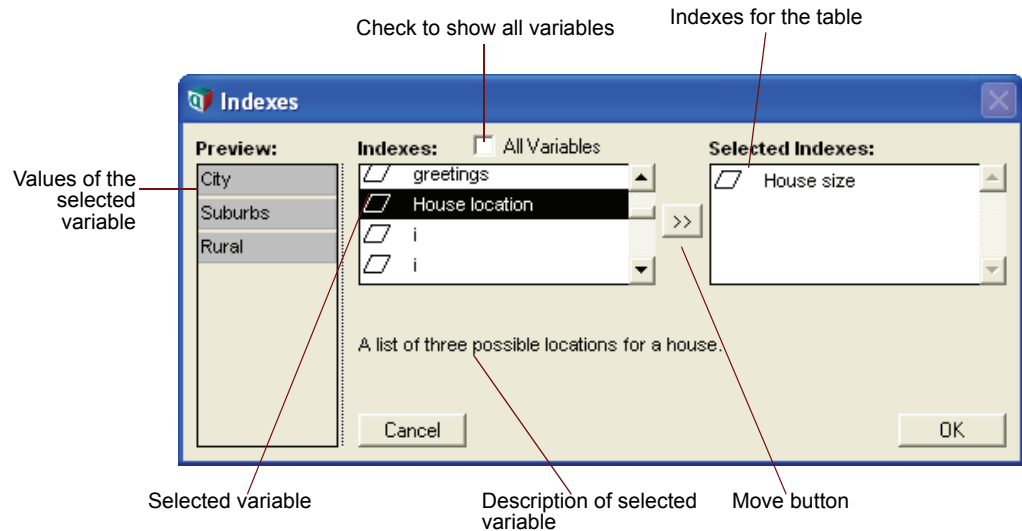 Indexes for the table
Check to show all variables
Indexes
Preview:
Indexes:
All Variables
Selected Indexes:
Values of the
selected
variable
City
Suburbs
Rural
greetings
House location
i
i
>>
House size
A list of three possible locations for a house.
Cancel
OK
Selected variable
Description of selected
variable
Move button